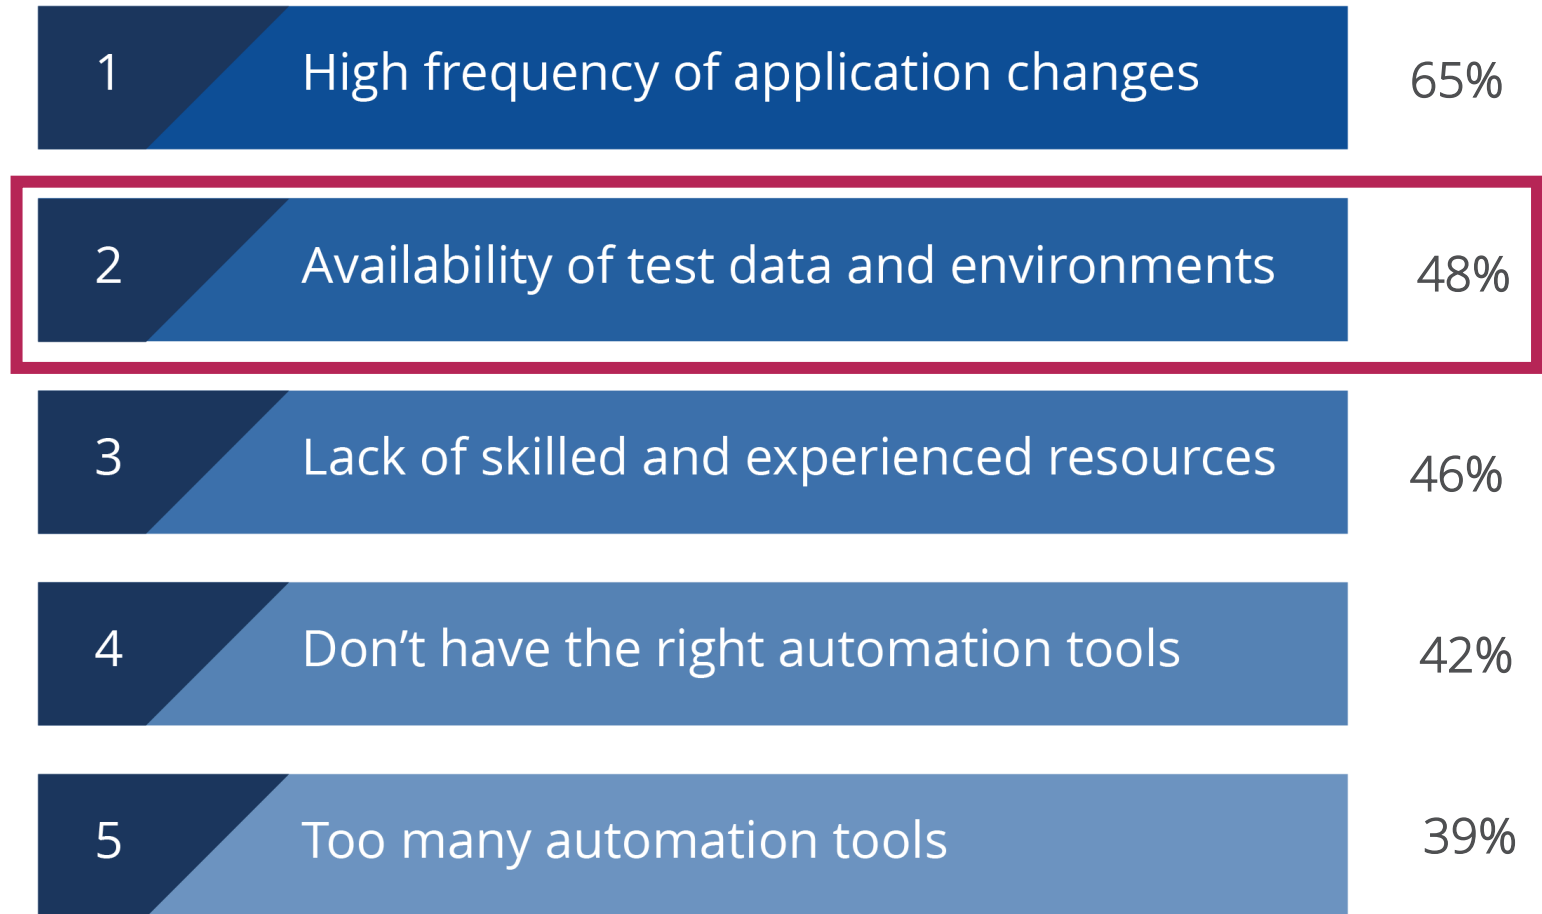 1 High frequency of application changes 65%
2 Availability of test data and environments 48%
3 Lack of skilled and experienced resources 46%
4 Don’t have the right automation tools 42%
5 Too many automation tools 39%